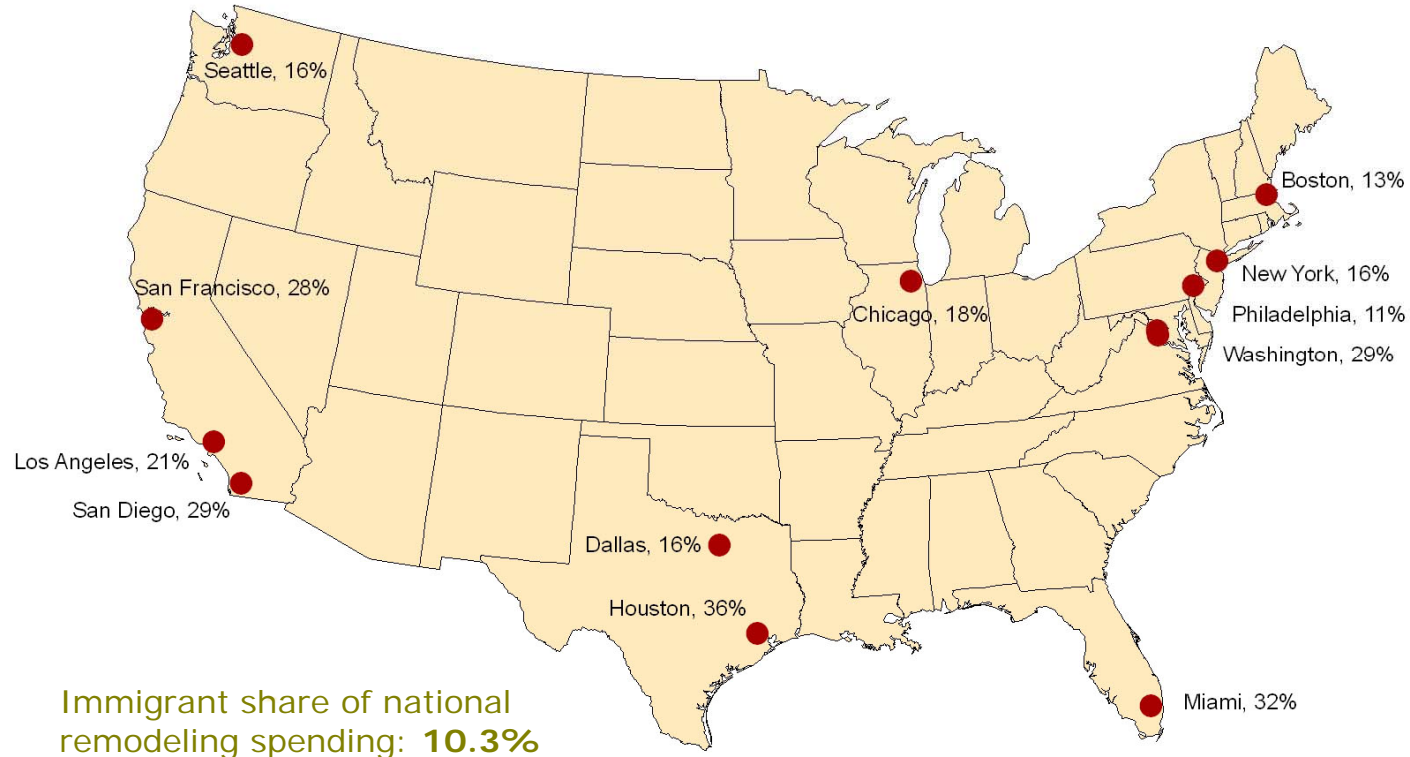 Seattle, 16%
Boston, 13%
New York, 16%
San Francisco, 28%
Chicago, 18%
Philadelphia, 11%
Washington, 29%
Los Angeles, 21%
San Diego, 29%
Dallas, 16%
Houston, 36%
Miami, 32%
Immigrant share of national
remodeling spending: 10.3%